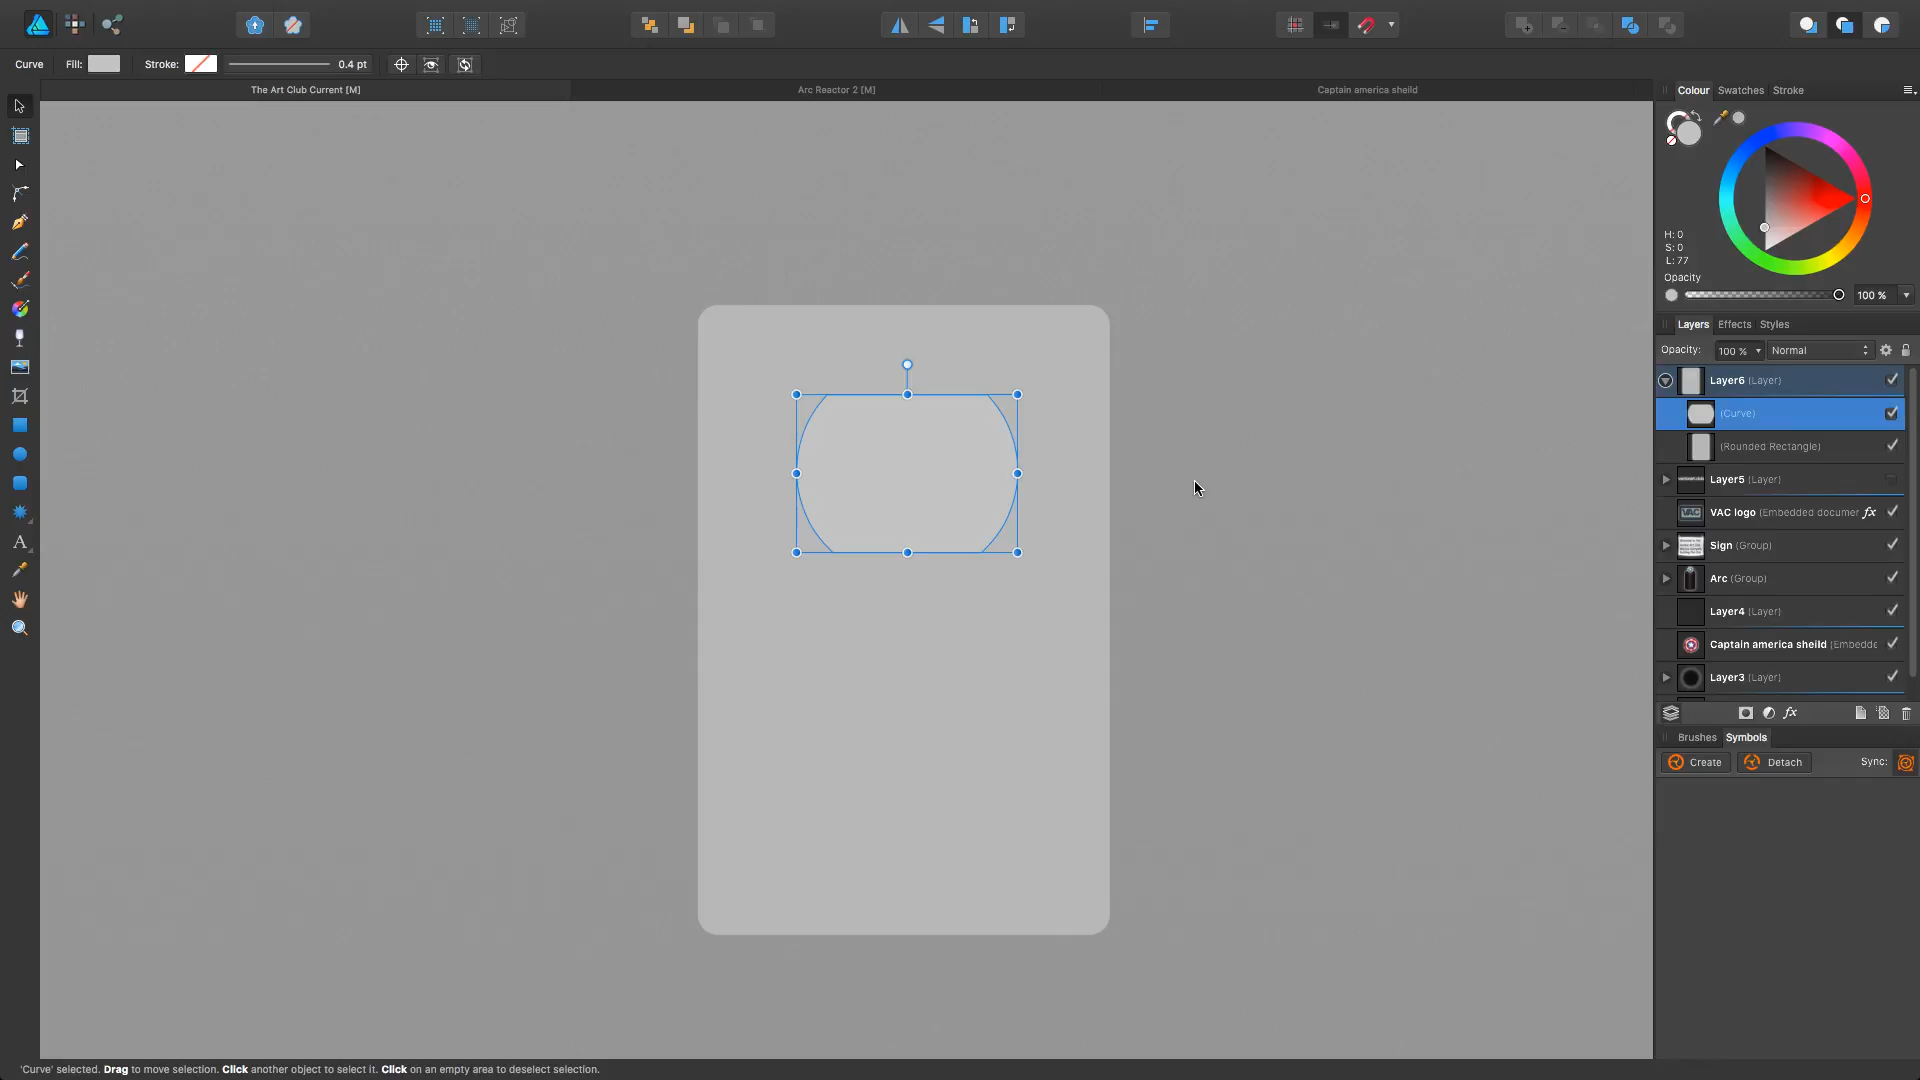 Curve Fill: Stroke: 0.4 pt
The Art Club Current [M] Arc Reactor 2 [M] Captain america sheild
Colour Swatches Stroke
H: 0
S: 0
L: 77
Opacity
100 %
Layers Effects Styles
Opacity: 100 % Normal
Layer6 (Layer)
(Curve)
(Rounded Rectangle)
Layer5 (Layer)
VAC logo (Embedded documer fx
Sign (Group)
Arc (Group)
Layer4 (Layer)
Captain america sheild (Embedde
Layer3 (Layer)
fx
Brushes Symbols
Create Detach Sync:
A
'Curve' selected. Drag to move selection. Click another object to select it. Click on an empty area to deselect selection.